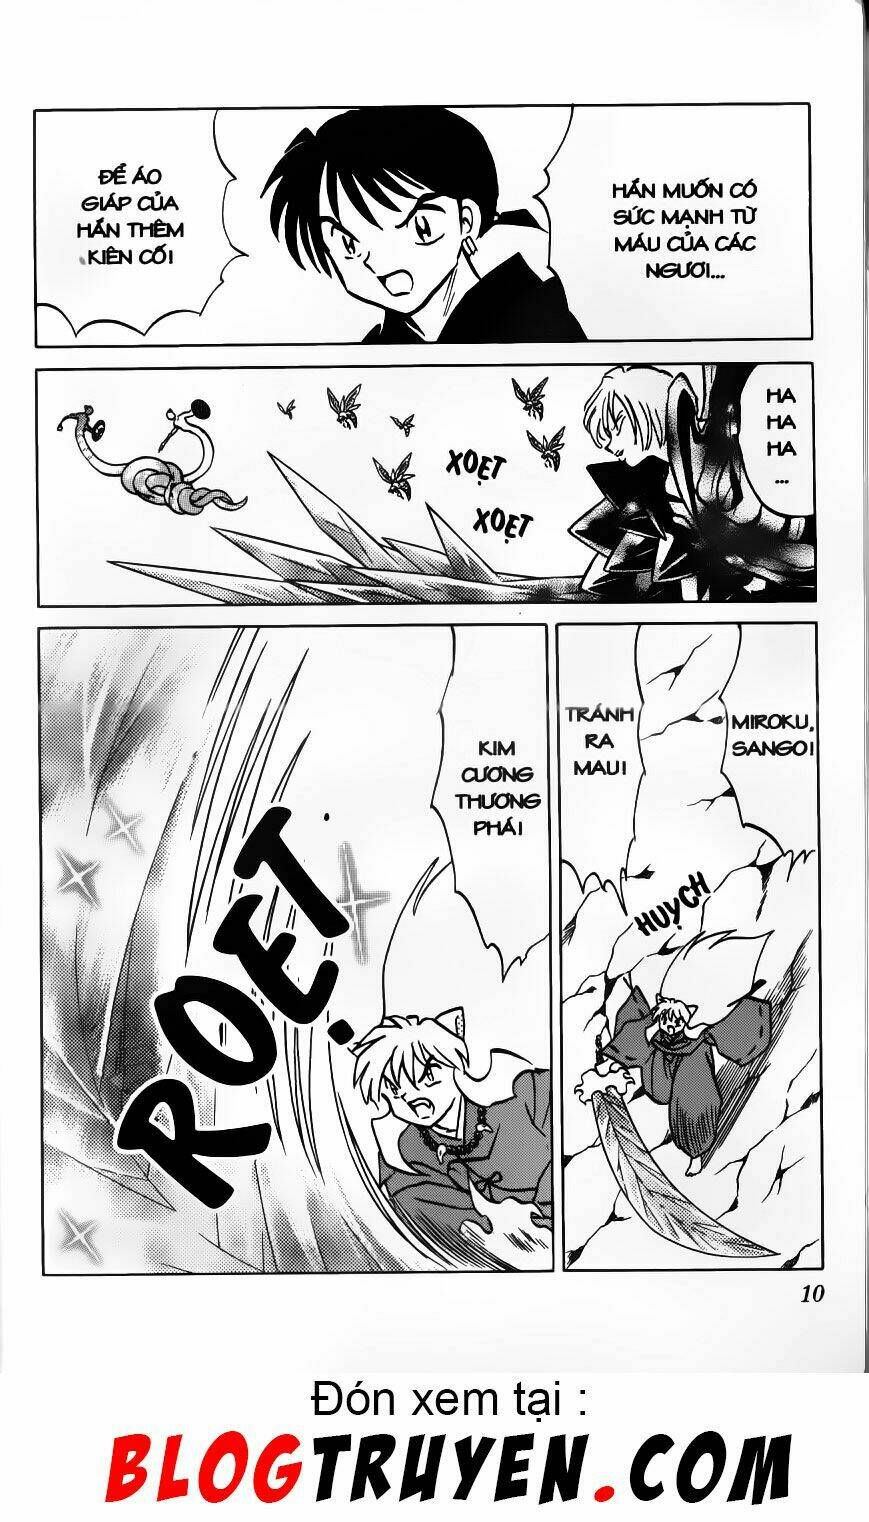 HẮN MUỐN CÓ
SỨC MẠNH TỪ
MÁU CỦA CÁC
NGƯƠI...
ĐỂ ÁO
GIÁP CỦA
HẮN THÊM
KIÊN CỐ!
HA
HA
HA
...
XOẸT
XOẸT
MIROKU,
SANGO!
TRÁNH
RA
MAU!
HUỊCH
KIM
CƯƠNG
THƯƠNG
PHÁ!
ROẸT
10
Đón xem tại :
BLOGTRUYEN.COM